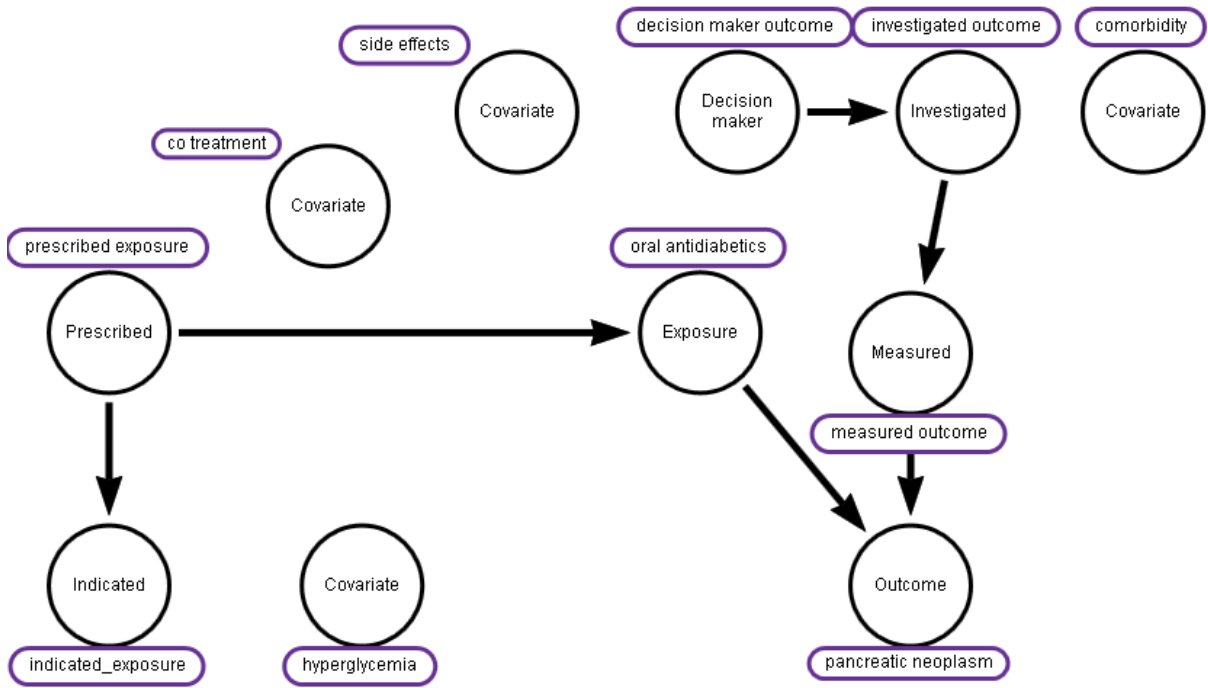 decision maker outcome
investigated outcome
comorbidity
side effects
Covariate
Decision
maker
Investigated
Covariate
co treatment
Covariate
prescribed exposure
oral antidiabetics
Prescribed
Exposure
Measured
measured outcome
Indicated
Covariate
Outcome
indicated_exposure
hyperglycemia
pancreatic neoplasm